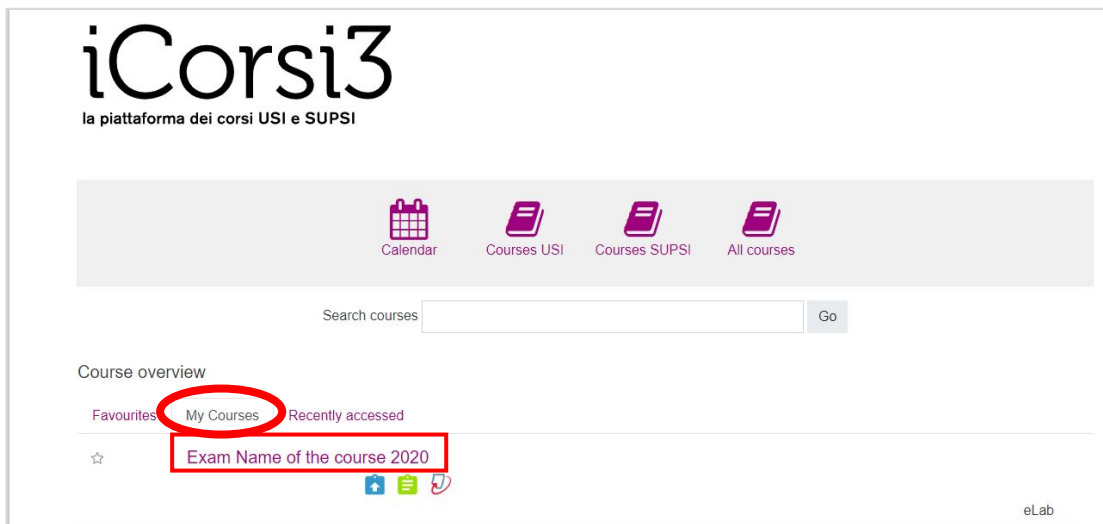 iCorsi3
la piattaforma dei corsi USI e SUPSI
Calendar Courses USI Courses SUPSI All courses
Search courses Go
Course overview
Favourites My Courses Recently accessed
Exam Name of the course 2020
eLab